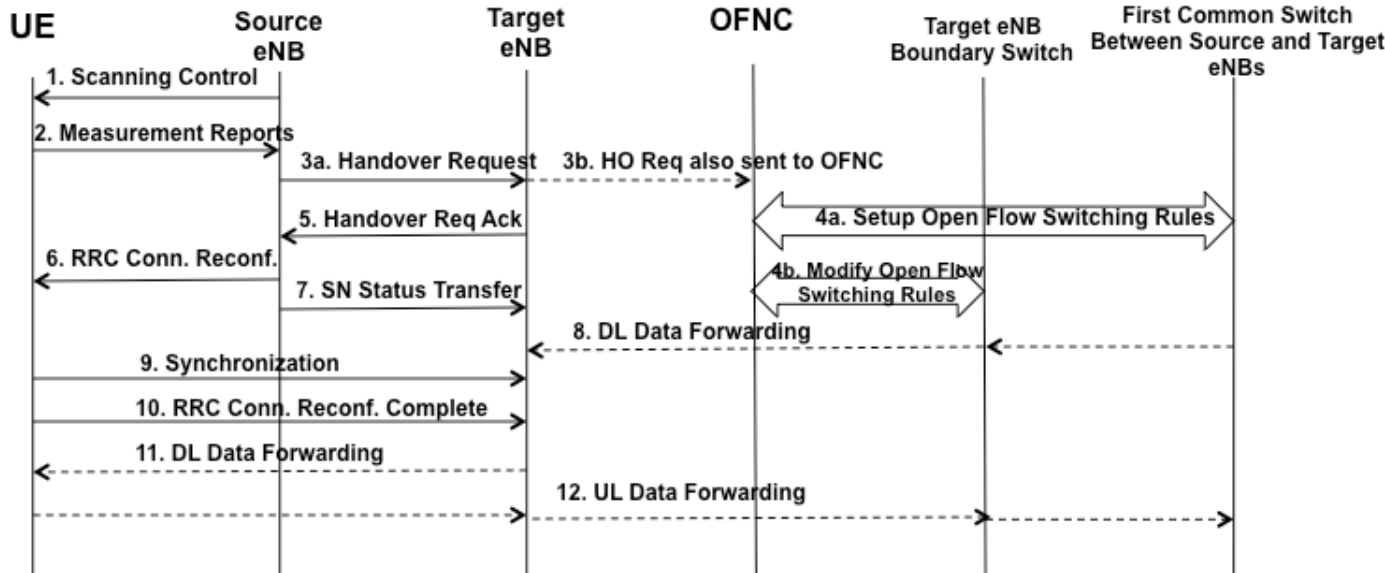 UE
Source
eNB
Target
eNB
OFNC
Target eNB
Boundary Switch
First Common Switch
Between Source and Target
eNBs
1. Scanning Control
2. Measurement Reports
3a. Handover Request
3b. HO Req also sent to OFNC
4a. Setup Open Flow Switching Rules
5. Handover Req Ack
6. RRC Conn. Reconf.
4b. Modify Open Flow
Switching Rules
7. SN Status Transfer
8. DL Data Forwarding
9. Synchronization
10. RRC Conn. Reconf. Complete
11. DL Data Forwarding
12. UL Data Forwarding